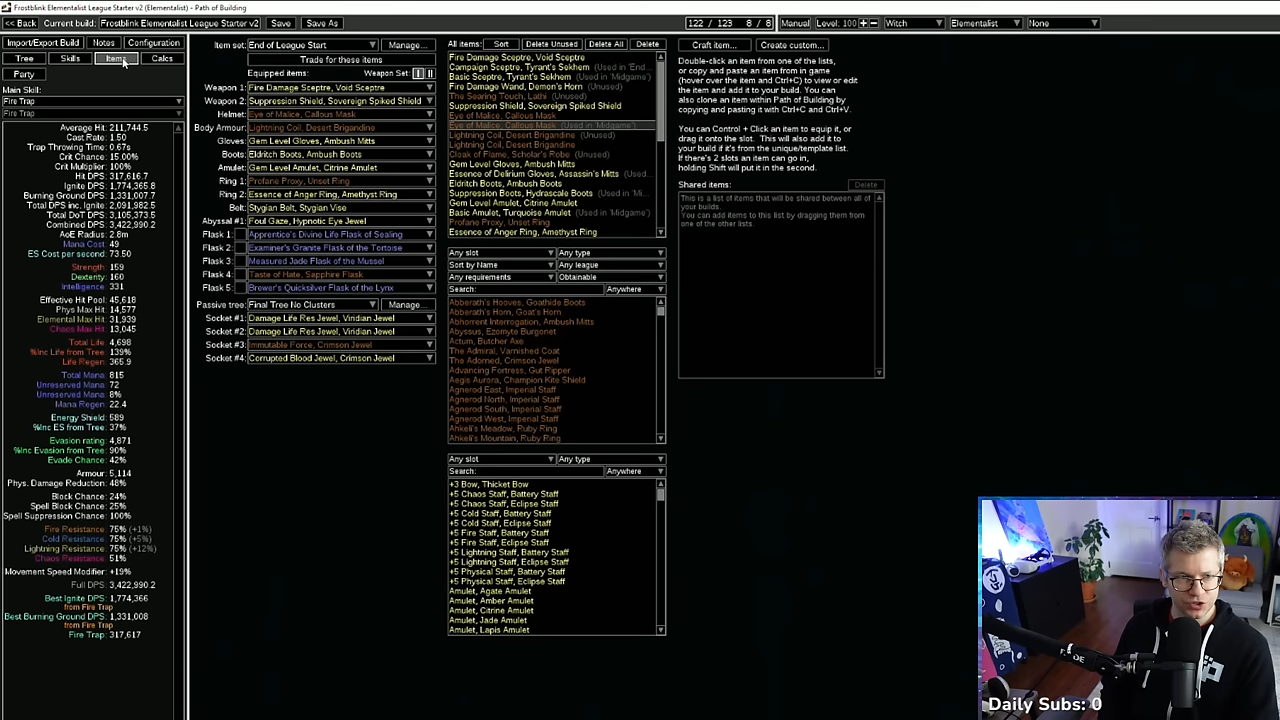 Frostblink Elementalist League Starter v2 (Elementalist) - Path of Building
<< Back
Current build: Frostblink Elementalist League Starter v2
Save
Save As
122 / 123 8 / 8
Manual
Level: 100
Witch
Elementalist
None
Import/Export Build
Notes
Configuration
Tree
Skills
Items
Calcs
Party
Main Skill:
Fire Trap
Fire Trap
Average Hit: 211,744.5
Cast Rate: 1.50
Trap Throwing Time: 0.67s
Crit Chance: 15.00%
Crit Multiplier: 100%
Hit DPS: 317,616.7
Ignite DPS: 1,774,365.8
Burning Ground DPS: 1,331,007.7
Total DPS inc. Ignite: 2,091,982.5
Total DoT DPS: 3,105,373.5
Combined DPS: 3,422,990.2
AoE Radius: 2.8m
Mana Cost: 49
ES Cost per second: 73.50
Strength: 159
Dexterity: 160
Intelligence: 331
Effective Hit Pool: 45,618
Phys Max Hit: 14,577
Elemental Max Hit: 31,939
Chaos Max Hit: 13,045
Total Life: 4,698
%Inc Life from Tree: 139%
Life Regen: 365.9
Total Mana: 815
Unreserved Mana: 72
Unreserved Mana: 8%
Mana Regen: 22.4
Energy Shield: 589
%Inc ES from Tree: 37%
Evasion rating: 4,871
%Inc Evasion from Tree: 90%
Evade Chance: 42%
Armour: 5,114
Phys. Damage Reduction: 48%
Block Chance: 24%
Spell Block Chance: 25%
Spell Suppression Chance: 100%
Fire Resistance: 75% (+1%)
Cold Resistance: 75% (+5%)
Lightning Resistance: 75% (+12%)
Chaos Resistance: 51%
Movement Speed Modifier: +19%
Full DPS: 3,422,990.2
Best Ignite DPS: 1,774,366
from Fire Trap
Best Burning Ground DPS: 1,331,008
from Fire Trap
Fire Trap: 317,617
Item set: End of League Start
Manage...
Trade for these items
Equipped items:
Weapon Set: I II
Weapon 1: Fire Damage Sceptre, Void Sceptre
Weapon 2: Suppression Shield, Sovereign Spiked Shield
Helmet: Eye of Malice, Callous Mask
Body Armour: Lightning Coil, Desert Brigandine
Gloves: Gem Level Gloves, Ambush Mitts
Boots: Eldritch Boots, Ambush Boots
Amulet: Gem Level Amulet, Citrine Amulet
Ring 1: Profane Proxy, Unset Ring
Ring 2: Essence of Anger Ring, Amethyst Ring
Belt: Stygian Belt, Stygian Vise
Abyssal #1: Foul Gaze, Hypnotic Eye Jewel
Flask 1: Apprentice's Divine Life Flask of Sealing
Flask 2: Examiner's Granite Flask of the Tortoise
Flask 3: Measured Jade Flask of the Mussel
Flask 4: Taste of Hate, Sapphire Flask
Flask 5: Brewer's Quicksilver Flask of the Lynx
Passive tree: Final Tree No Clusters
Manage...
Socket #1: Damage Life Res Jewel, Viridian Jewel
Socket #2: Damage Life Res Jewel, Viridian Jewel
Socket #3: Immutable Force, Crimson Jewel
Socket #4: Corrupted Blood Jewel, Crimson Jewel
All items:
Sort
Delete Unused
Delete All
Delete
Fire Damage Sceptre, Void Sceptre
Campaign Sceptre, Tyrant's Sekhem (Used in 'End...
Basic Sceptre, Tyrant's Sekhem (Used in 'Midgame')
Fire Damage Wand, Demon's Horn (Unused)
The Searing Touch, Lathi (Unused)
Suppression Shield, Sovereign Spiked Shield
Eye of Malice, Callous Mask
Eye of Malice, Callous Mask (Used in 'Midgame')
Lightning Coil, Desert Brigandine (Unused)
Lightning Coil, Desert Brigandine
Cloak of Flame, Scholar's Robe (Unused)
Gem Level Gloves, Ambush Mitts
Essence of Delirium Gloves, Assassin's Mitts (Used...
Eldritch Boots, Ambush Boots
Suppression Boots, Hydrascale Boots (Used in 'Mi...
Gem Level Amulet, Citrine Amulet
Basic Amulet, Turquoise Amulet (Used in 'Midgame')
Profane Proxy, Unset Ring
Essence of Anger Ring, Amethyst Ring
Any slot
Any type
Sort by Name
Any league
Any requirements
Obtainable
Search:
Anywhere
Abberath's Hooves, Goathide Boots
Abberath's Horn, Goat's Horn
Abhorrent Interrogation, Ambush Mitts
Abyssus, Ezomyte Burgonet
Actum, Butcher Axe
The Admiral, Varnished Coat
The Adorned, Crimson Jewel
Advancing Fortress, Gut Ripper
Aegis Aurora, Champion Kite Shield
Agnerod East, Imperial Staff
Agnerod North, Imperial Staff
Agnerod South, Imperial Staff
Agnerod West, Imperial Staff
Ahkeli's Meadow, Ruby Ring
Ahkeli's Mountain, Ruby Ring
Any slot
Any type
Search:
Anywhere
+3 Bow, Thicket Bow
+5 Chaos Staff, Battery Staff
+5 Chaos Staff, Eclipse Staff
+5 Cold Staff, Battery Staff
+5 Cold Staff, Eclipse Staff
+5 Fire Staff, Battery Staff
+5 Fire Staff, Eclipse Staff
+5 Lightning Staff, Battery Staff
+5 Lightning Staff, Eclipse Staff
+5 Physical Staff, Battery Staff
+5 Physical Staff, Eclipse Staff
Amulet, Agate Amulet
Amulet, Amber Amulet
Amulet, Citrine Amulet
Amulet, Jade Amulet
Amulet, Lapis Amulet
Craft item...
Create custom...
Double-click an item from one of the lists,
or copy and paste an item from in game
(hover over the item and Ctrl+C) to view or edit
the item and add it to your build. You can
also clone an item within Path of Building by
copying and pasting it with Ctrl+C and Ctrl+V.
You can Control + Click an item to equip it, or
drag it onto the slot. This will also add it to
your build if it's from the unique/template list.
If there's 2 slots an item can go in,
holding Shift will put it in the second.
Shared items:
Delete
This is a list of items that will be shared between all of
your builds.
You can add items to this list by dragging them from
one of the other lists.
Daily Subs: 0